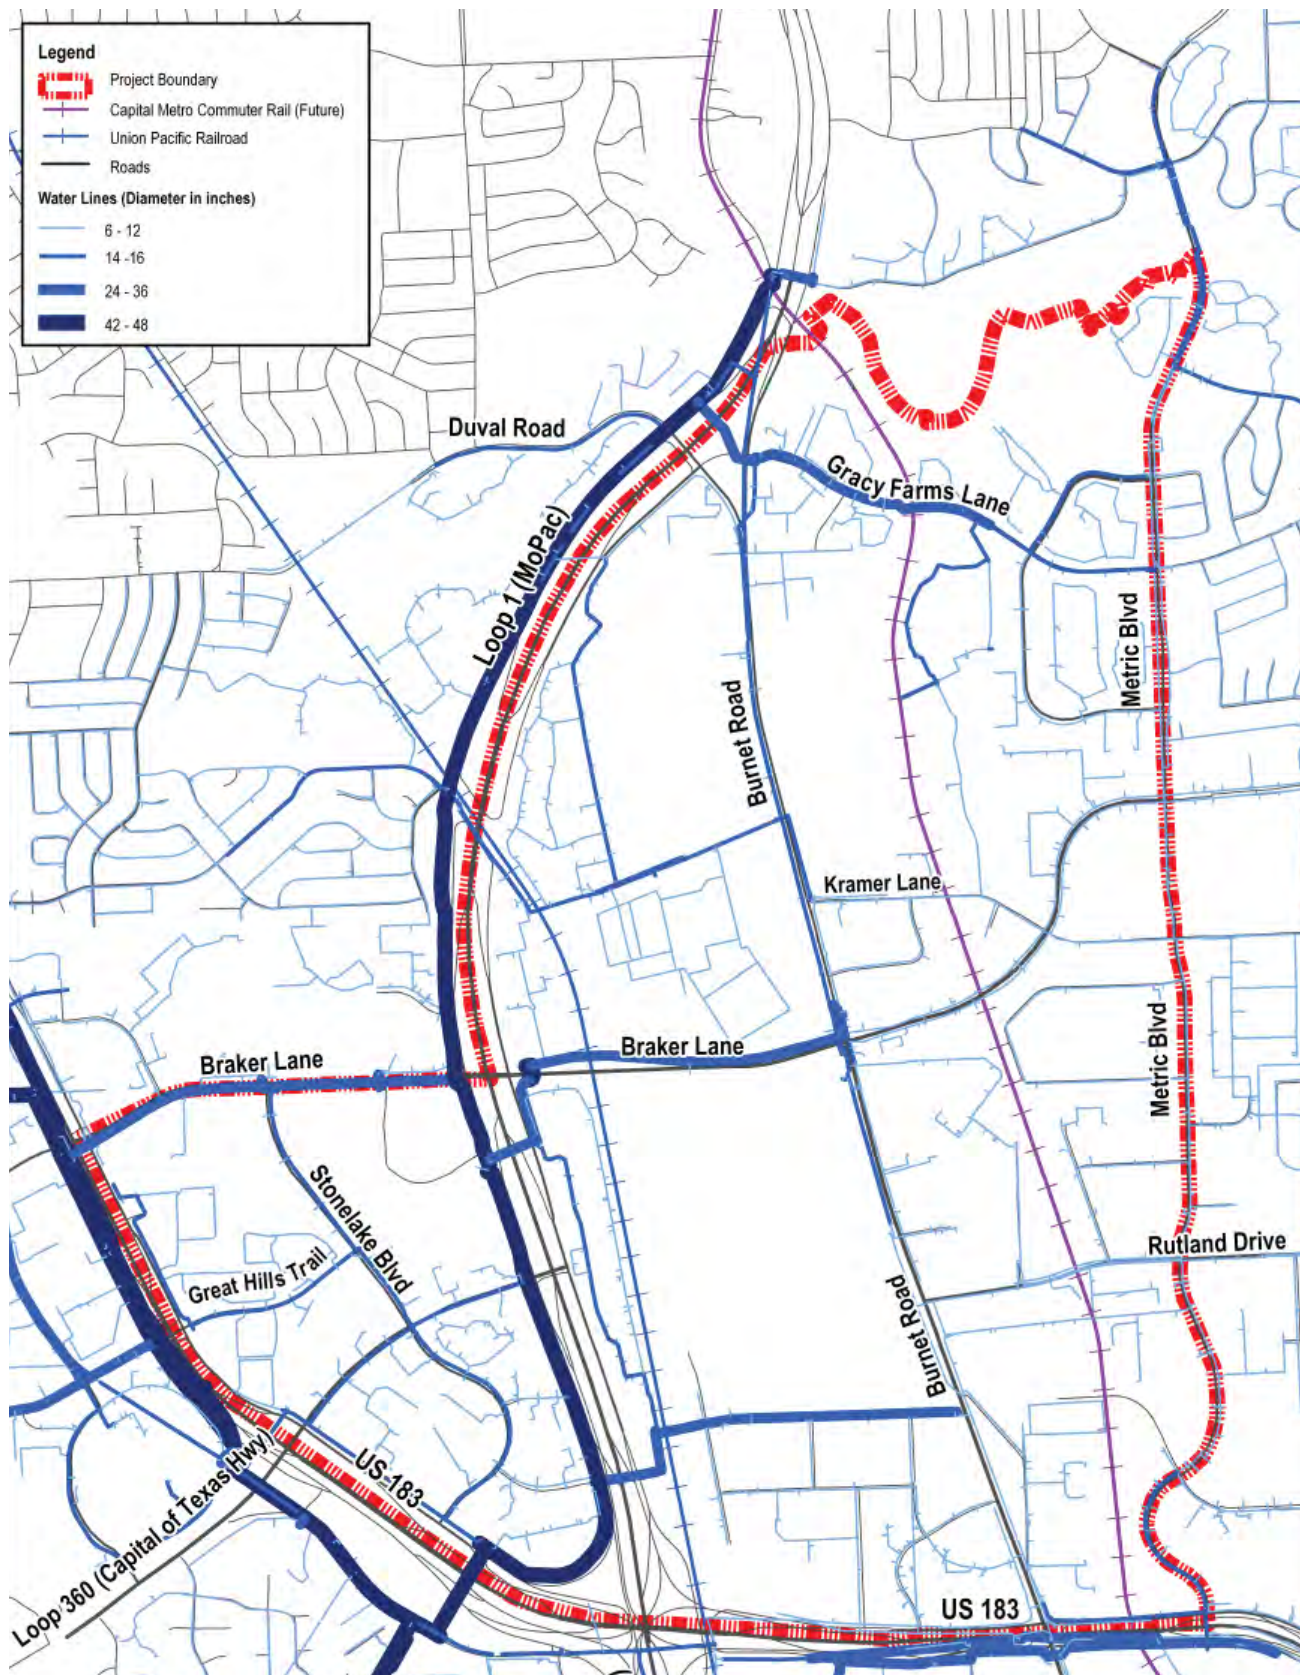 Legend
Project Boundary
Capital Metro Commuter Rail (Future)
Union Pacific Railroad
Roads
Water Lines (Diameter in inches)
6 - 12
14 -16
24 - 36
42 - 48
Duval Road
Gracy Farms Lane
Loop 1 (MoPac)
Metric Blvd
Burnet Road
Kramer Lane
Braker Lane
Braker Lane
Metric Blvd
Stonelake Blvd
Great Hills Trail
Rutland Drive
Burnet Road
US 183
Loop 360 (Capital of Texas Hwy)
US 183